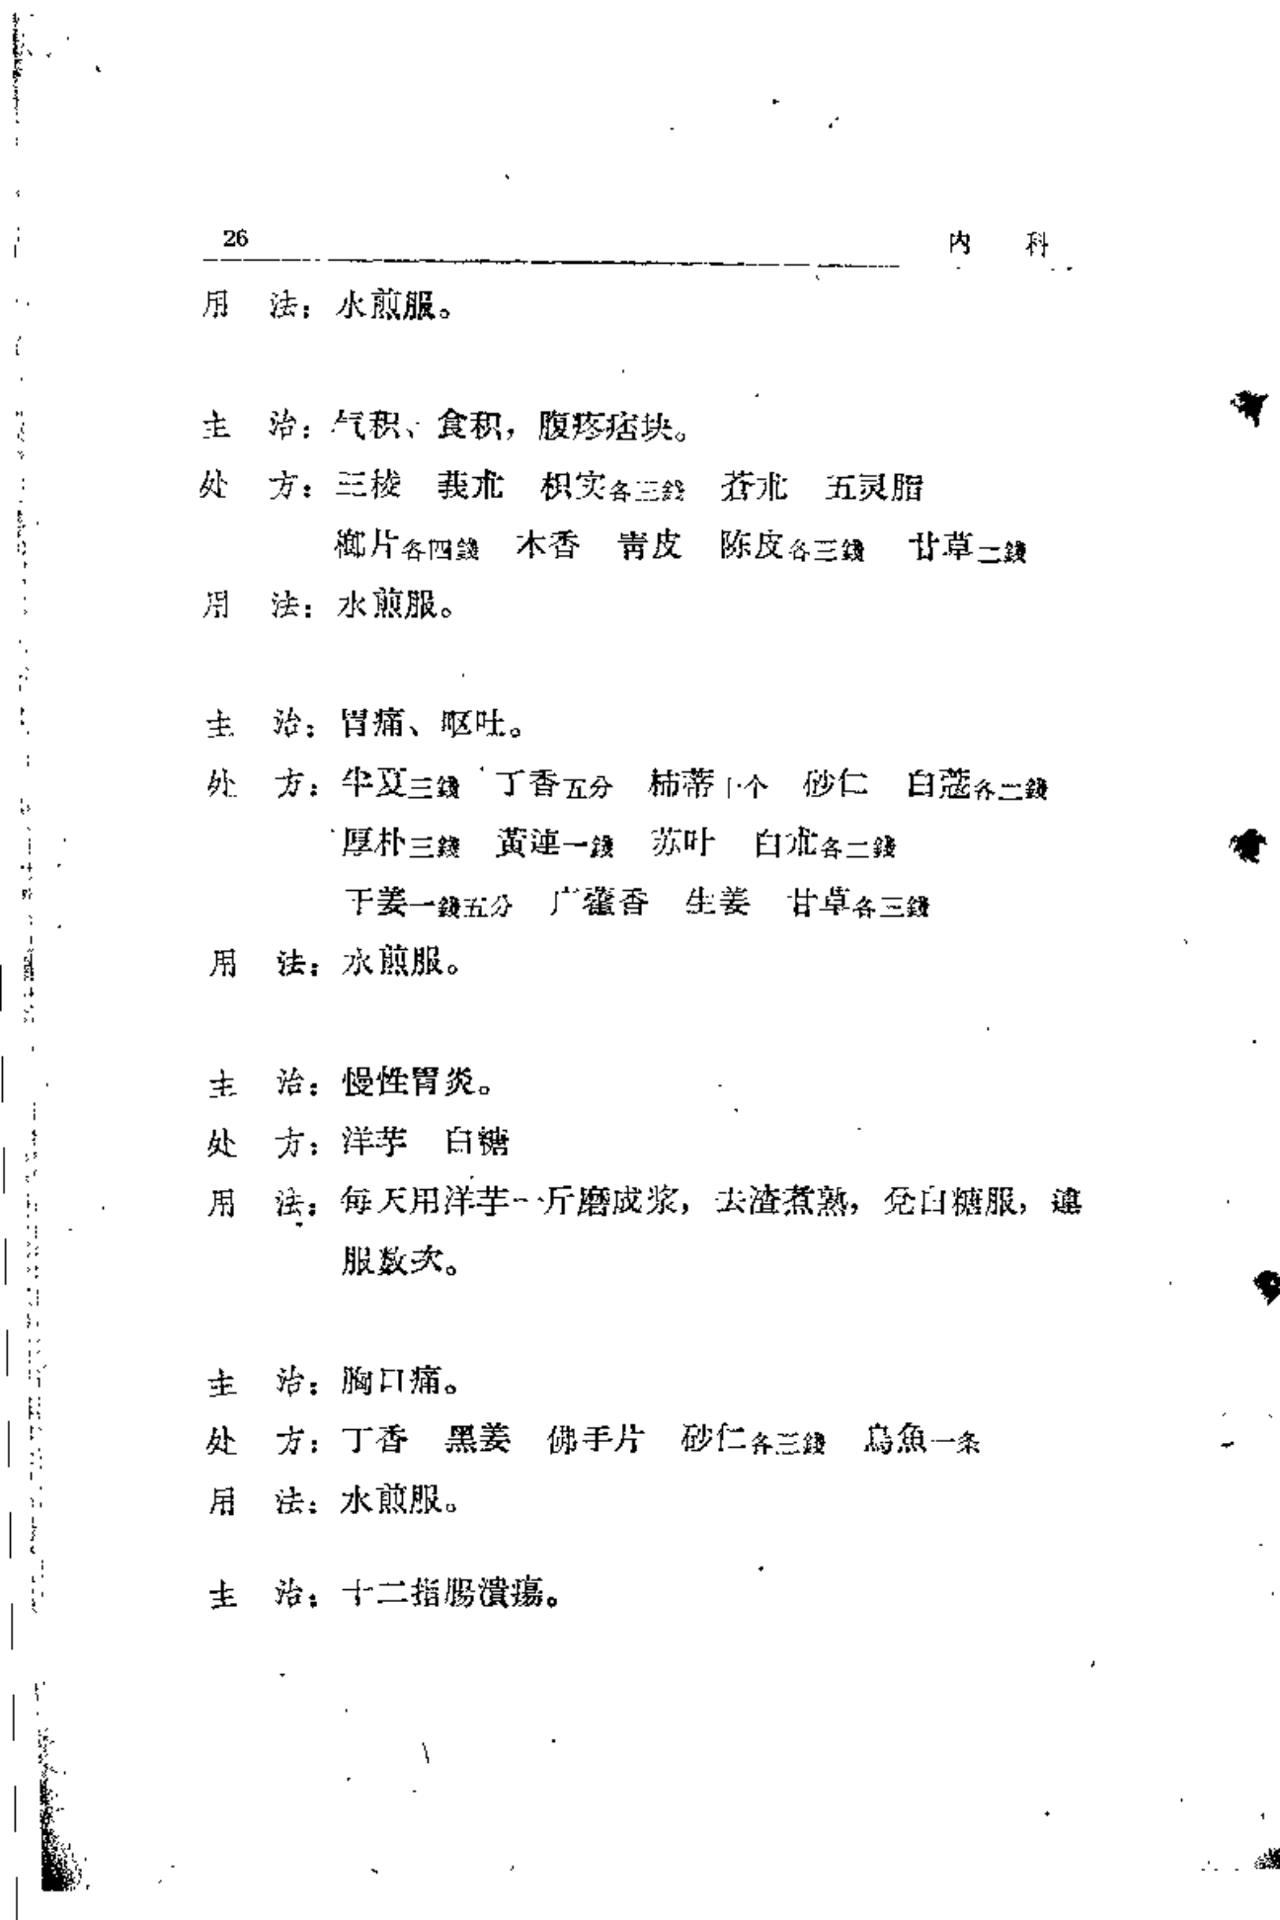 26　内　科
用　法：水煎服。
主　治：气积、食积，腹疼痞块。
处　方：三棱　莪朮　枳实各三錢　苍朮　五灵脂
榔片各四錢　木香　青皮　陈皮各三錢　甘草二錢
用　法：水煎服。
主　治：胃痛、呕吐。
处　方：半夏三錢　丁香五分　柿蒂十个　砂仁　白蔻各二錢
厚朴三錢　黃連一錢　苏叶　白朮各二錢
干姜一錢五分　广藿香　生姜　甘草各三錢
用　法：水煎服。
主　治：慢性胃炎。
处　方：洋芋　白糖
用　法：每天用洋芋一斤磨成浆，去渣煮熟，兌白糖服，連
服数次。
主　治：胸口痛。
处　方：丁香　黑姜　佛手片　砂仁各三錢　烏魚一条
用　法：水煎服。
主　治：十二指腸潰瘍。